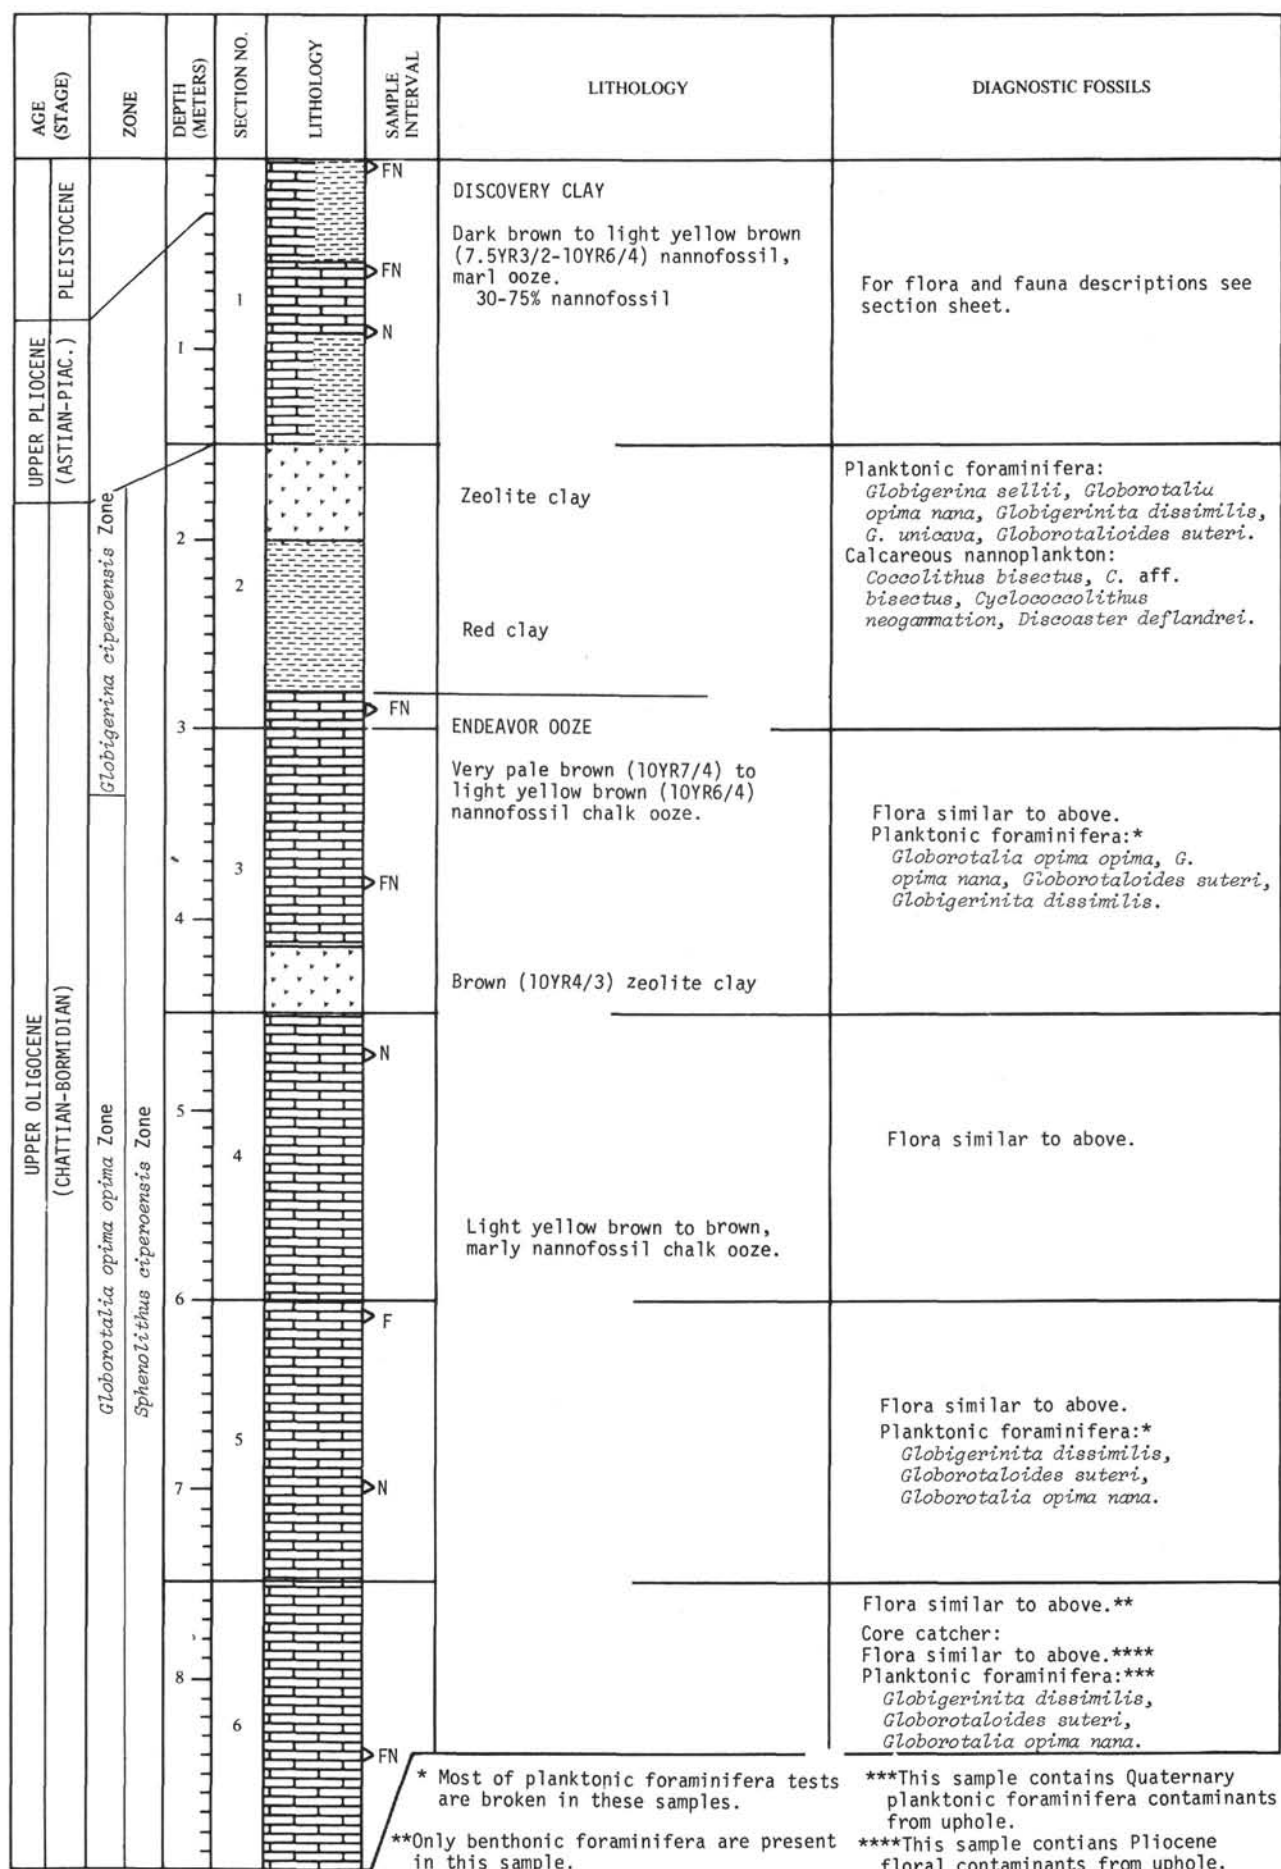 AGE
(STAGE)
ZONE
DEPTH
(METERS)
SECTION NO.
LITHOLOGY
SAMPLE
INTERVAL
LITHOLOGY
DIAGNOSTIC FOSSILS
PLEISTOCENE
UPPER PLIOCENE
(ASTIAN-PIAC.)
UPPER OLIGOCENE
(CHATTIAN-BORMIDIAN)
Globigerina ciperoensis Zone
Globorotalia opima opima Zone
Sphenolithus ciperoensis Zone
1
2
3
4
5
6
7
8
1
2
3
4
5
6
FN
FN
N
FN
FN
N
F
N
FN
DISCOVERY CLAY
Dark brown to light yellow brown
(7.5YR3/2-10YR6/4) nannofossil,
marl ooze.
30-75% nannofossil
Zeolite clay
Red clay
ENDEAVOR OOZE
Very pale brown (10YR7/4) to
light yellow brown (10YR6/4)
nannofossil chalk ooze.
Brown (10YR4/3) zeolite clay
Light yellow brown to brown,
marly nannofossil chalk ooze.
For flora and fauna descriptions see
section sheet.
Planktonic foraminifera:
Globigerina sellii, Globorotalia
opima nana, Globigerinita dissimilis,
G. unicava, Globorotalioides suteri.
Calcareous nannoplankton:
Coccolithus bisectus, C. aff.
bisectus, Cyclococcolithus
neogammation, Discoaster deflandrei.
Flora similar to above.
Planktonic foraminifera:*
Globorotalia opima opima, G.
opima nana, Globorotaloides suteri,
Globigerinita dissimilis.
Flora similar to above.
Flora similar to above.
Planktonic foraminifera:*
Globigerinita dissimilis,
Globorotaloides suteri,
Globorotalia opima nana.
Flora similar to above.**
Core catcher:
Flora similar to above.****
Planktonic foraminifera:***
Globigerinita dissimilis,
Globorotaloides suteri,
Globorotalia opima nana.
* Most of planktonic foraminifera tests
are broken in these samples.
**Only benthonic foraminifera are present
in this sample.
***This sample contains Quaternary
planktonic foraminifera contaminants
from uphole.
****This sample contians Pliocene
floral contaminants from uphole.